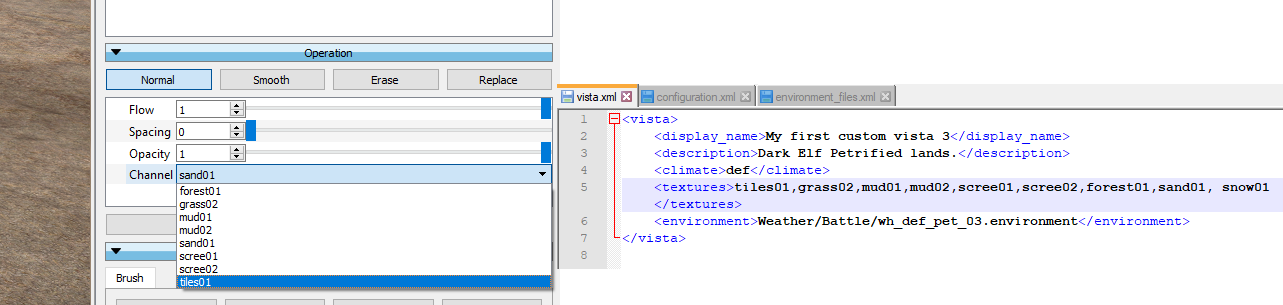 Operation
Normal
Smooth
Erase
Replace
Flow 1
Spacing 0
Opacity 1
Channel sand01
forest01
grass02
mud01
mud02
sand01
scree01
scree02
tiles01
Brush
vista.xml
configuration.xml
environment_files.xml
1 <vista>
2 <display_name>My first custom vista 3</display_name>
3 <description>Dark Elf Petrified lands.</description>
4 <climate>def</climate>
5 <textures>tiles01,grass02,mud01,mud02,scree01,scree02,forest01,sand01, snow01
</textures>
6 <environment>Weather/Battle/wh_def_pet_03.environment</environment>
7 </vista>
8